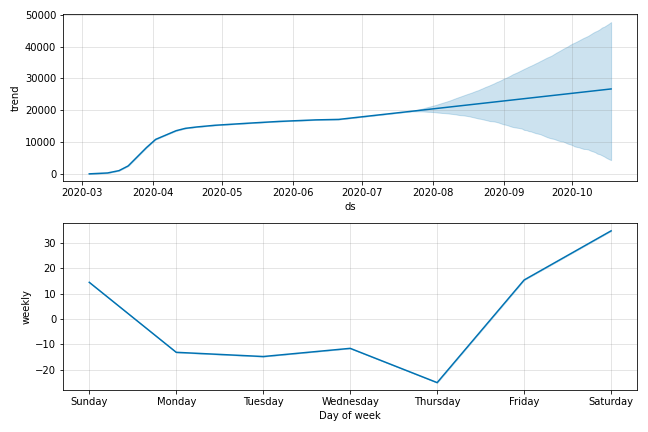 50000
40000
30000
20000
10000
0
trend
2020-03 2020-04 2020-05 2020-06 2020-07 2020-08 2020-09 2020-10
ds
30
20
10
0
−10
−20
weekly
Sunday Monday Tuesday Wednesday Thursday Friday Saturday
Day of week